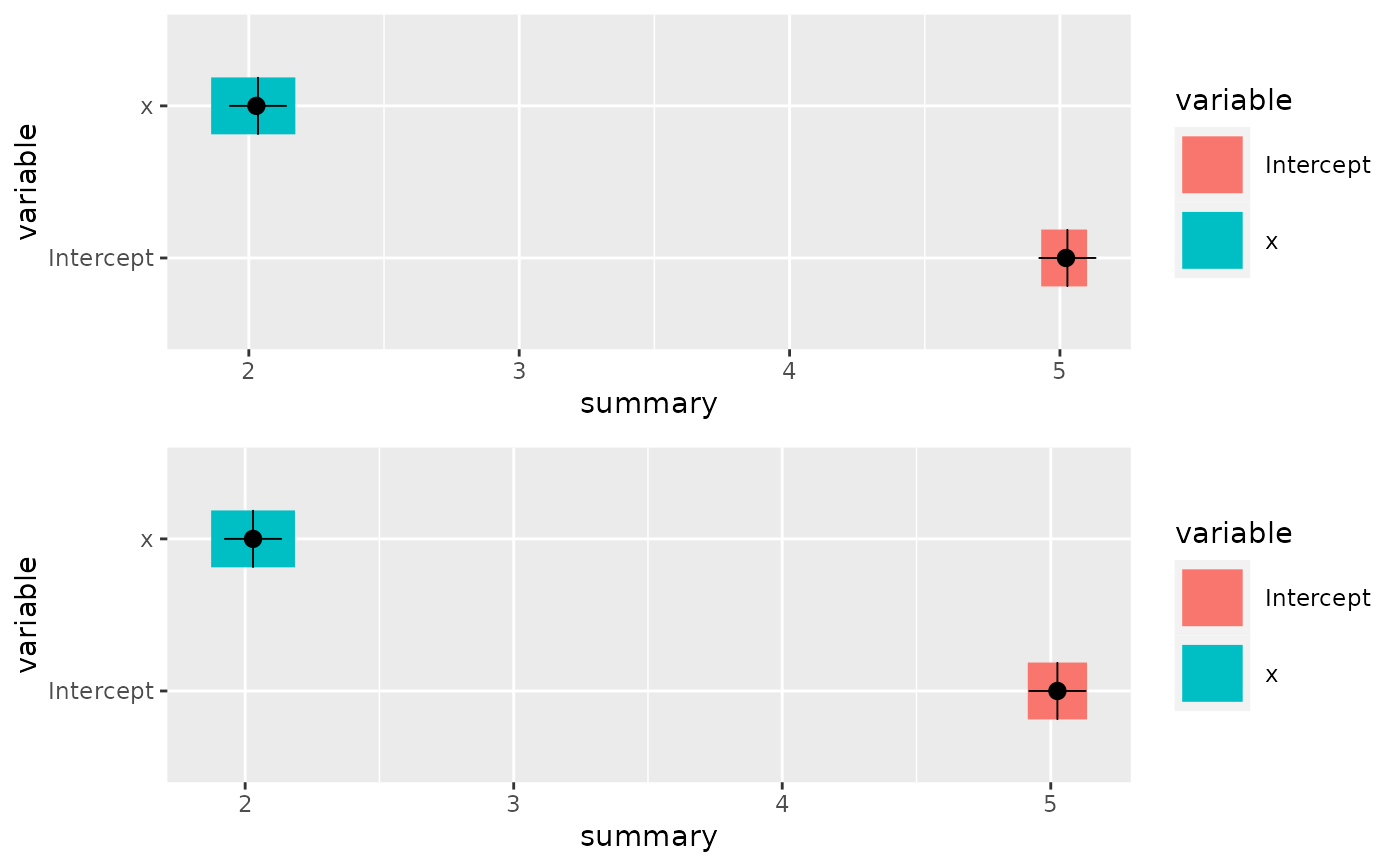 variable
x
Intercept
2 3 4 5
summary
variable
Intercept
x
variable
x
Intercept
2 3 4 5
summary
variable
Intercept
x